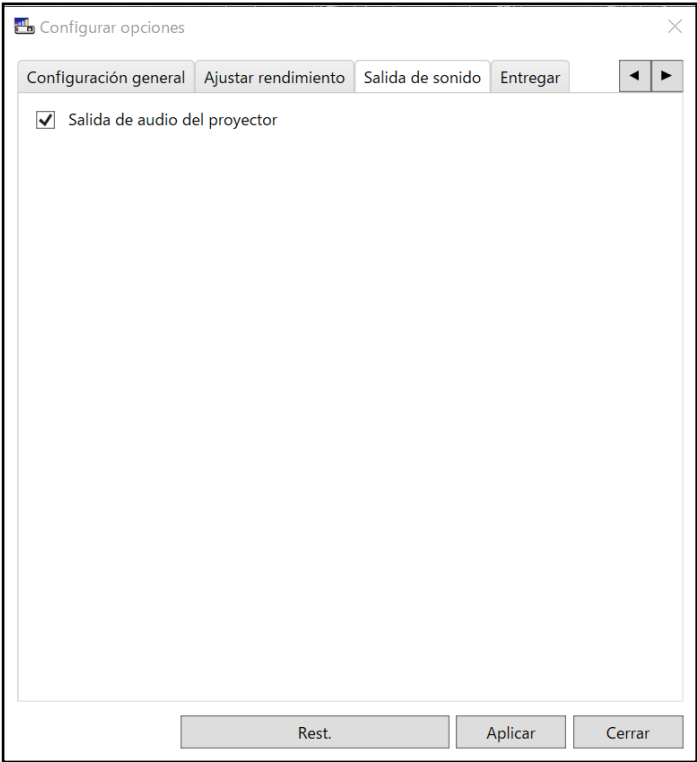 Configurar opciones
Configuración general Ajustar rendimiento Salida de sonido Entregar
Salida de audio del proyector
Rest. Aplicar Cerrar